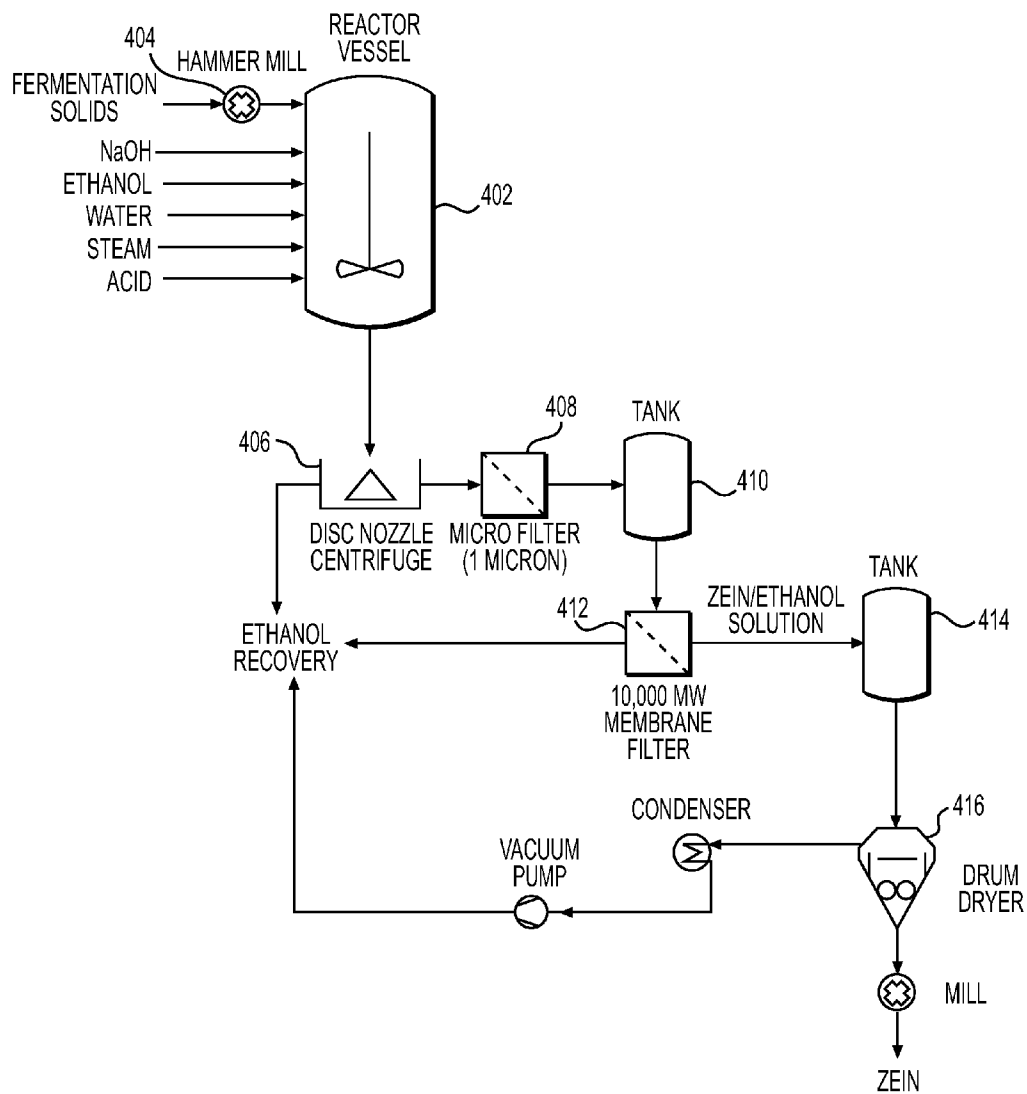 REACTOR
VESSEL
404
HAMMER MILL
FERMENTATION
SOLIDS
NaOH
ETHANOL
WATER
STEAM
ACID
402
406
408
TANK
410
DISC NOZZLE
CENTRIFUGE
MICRO FILTER
(1 MICRON)
412
ZEIN/ETHANOL
SOLUTION
TANK
414
ETHANOL
RECOVERY
10,000 MW
MEMBRANE
FILTER
CONDENSER
416
VACUUM
PUMP
DRUM
DRYER
MILL
ZEIN